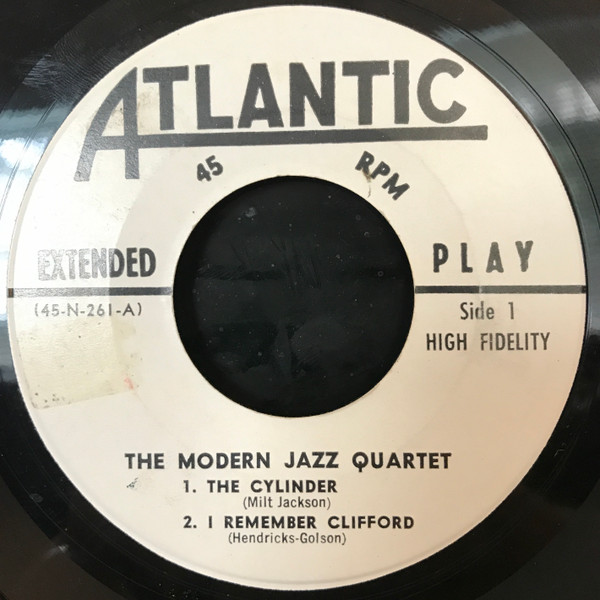 ATLANTIC
45 RPM
EXTENDED PLAY
(45-N-261-A)
Side 1
HIGH FIDELITY
THE MODERN JAZZ QUARTET
1. THE CYLINDER
(Milt Jackson)
2. I REMEMBER CLIFFORD
(Hendricks-Golson)